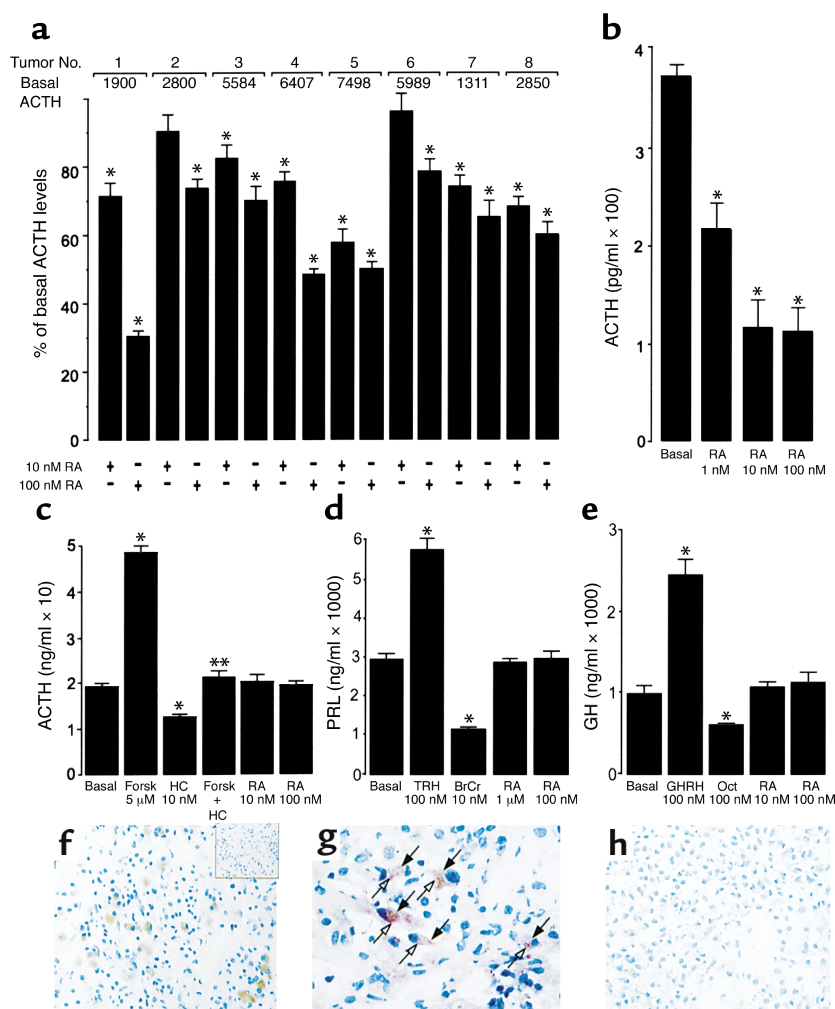 a
Tumor No. 1 2 3 4 5 6 7 8
Basal 1900 2800 5584 6407 7498 5989 1311 2850
ACTH
% of basal ACTH levels
80
60
40
20
0
* * * * * * * * * * * * * *
10 nM RA + - + - + - + - + - + - + - + -
100 nM RA - + - + - + - + - + - + - + - +
b
ACTH (pg/ml × 100)
4
3
2
1
0
* * *
Basal RA RA RA
1 nM 10 nM 100 nM
c
ACTH (ng/ml × 10)
5
4
3
2
1
0
* * **
Basal Forsk HC Forsk RA RA
5 µM 10 nM + 10 nM 100 nM
HC
d
PRL (ng/ml × 1000)
6
5
4
3
2
1
0
* *
Basal TRH BrCr RA RA
100 nM 10 nM 1 µM 100 nM
e
GH (ng/ml × 1000)
3
2
1
0
* *
Basal GHRH Oct RA RA
100 nM 100 nM 10 nM 100 nM
f
g
h